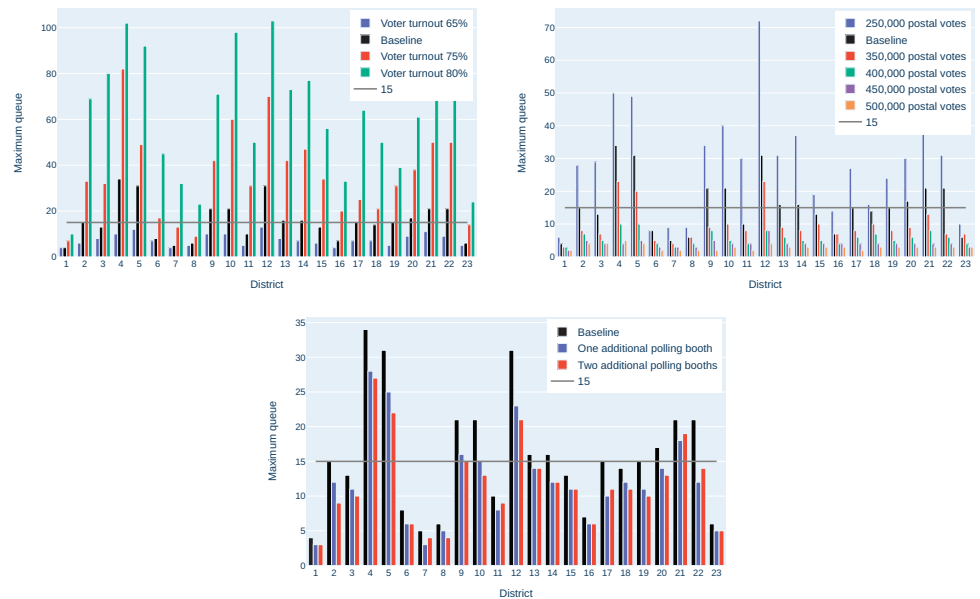 Voter turnout 65%
Baseline
Voter turnout 75%
Voter turnout 80%
15
Maximum queue
100
80
60
40
20
0
1 2 3 4 5 6 7 8 9 10 11 12 13 14 15 16 17 18 19 20 21 22 23
District
250,000 postal votes
Baseline
350,000 postal votes
400,000 postal votes
450,000 postal votes
500,000 postal votes
15
Maximum queue
70
60
50
40
30
20
10
0
1 2 3 4 5 6 7 8 9 10 11 12 13 14 15 16 17 18 19 20 21 22 23
District
Baseline
One additional polling booth
Two additional polling booths
15
Maximum queue
35
30
25
20
15
10
5
0
1 2 3 4 5 6 7 8 9 10 11 12 13 14 15 16 17 18 19 20 21 22 23
District